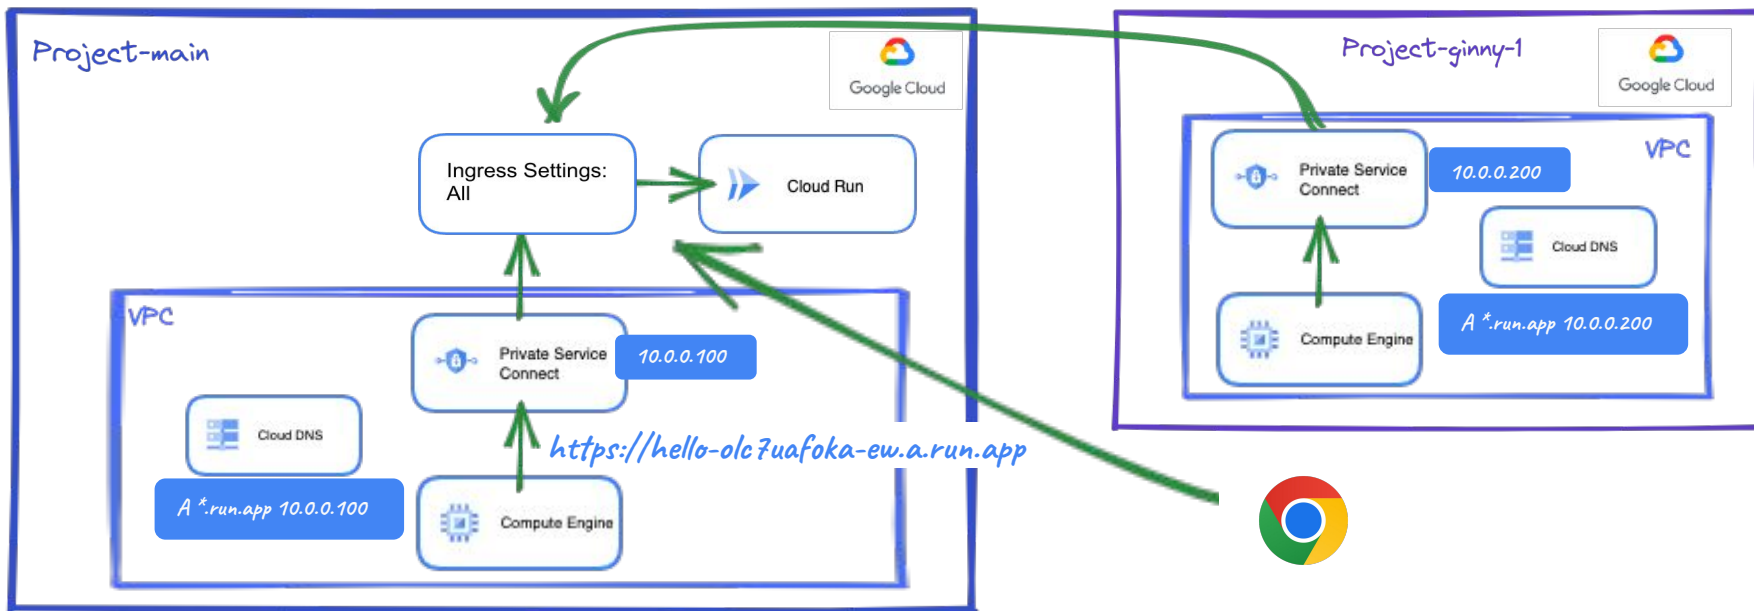 Project-main
Google Cloud
Ingress Settings:
All
Cloud Run
VPC
Private Service
Connect
10.0.0.100
Cloud DNS
A *.run.app 10.0.0.100
https://hello-olc7uafoka-ew.a.run.app
Compute Engine
Project-ginny-1
Google Cloud
VPC
Private Service
Connect
10.0.0.200
Cloud DNS
A *.run.app 10.0.0.200
Compute Engine